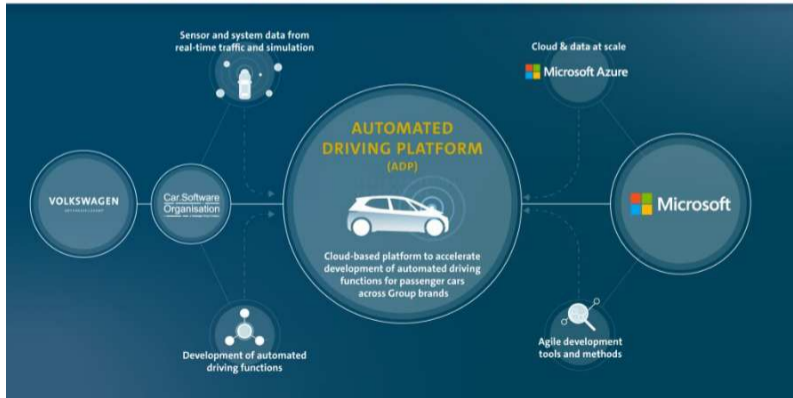 Sensor and system data from
real-time traffic and simulation
Cloud & data at scale
Microsoft Azure
AUTOMATED
DRIVING PLATFORM
(ADP)
VOLKSWAGEN
Car.Software
Organisation
Microsoft
Cloud-based platform to accelerate
development of automated driving
functions for passenger cars
across Group brands
Development of automated
driving functions
Agile development
tools and methods